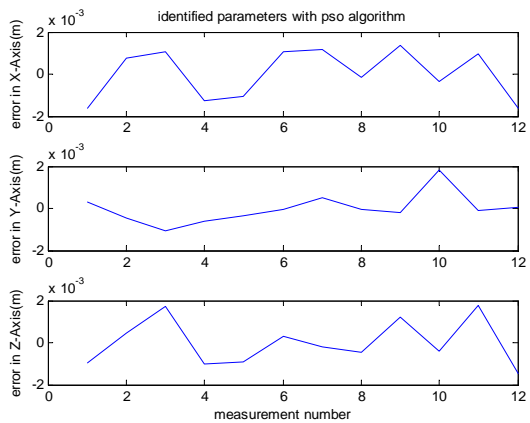 identified parameters with pso algorithm
x 10^-3
2
0
-2
error in X-Axis(m)
0 2 4 6 8 10 12
x 10^-3
2
0
-2
error in Y-Axis(m)
0 2 4 6 8 10 12
x 10^-3
2
0
-2
error in Z-Axis(m)
0 2 4 6 8 10 12
measurement number